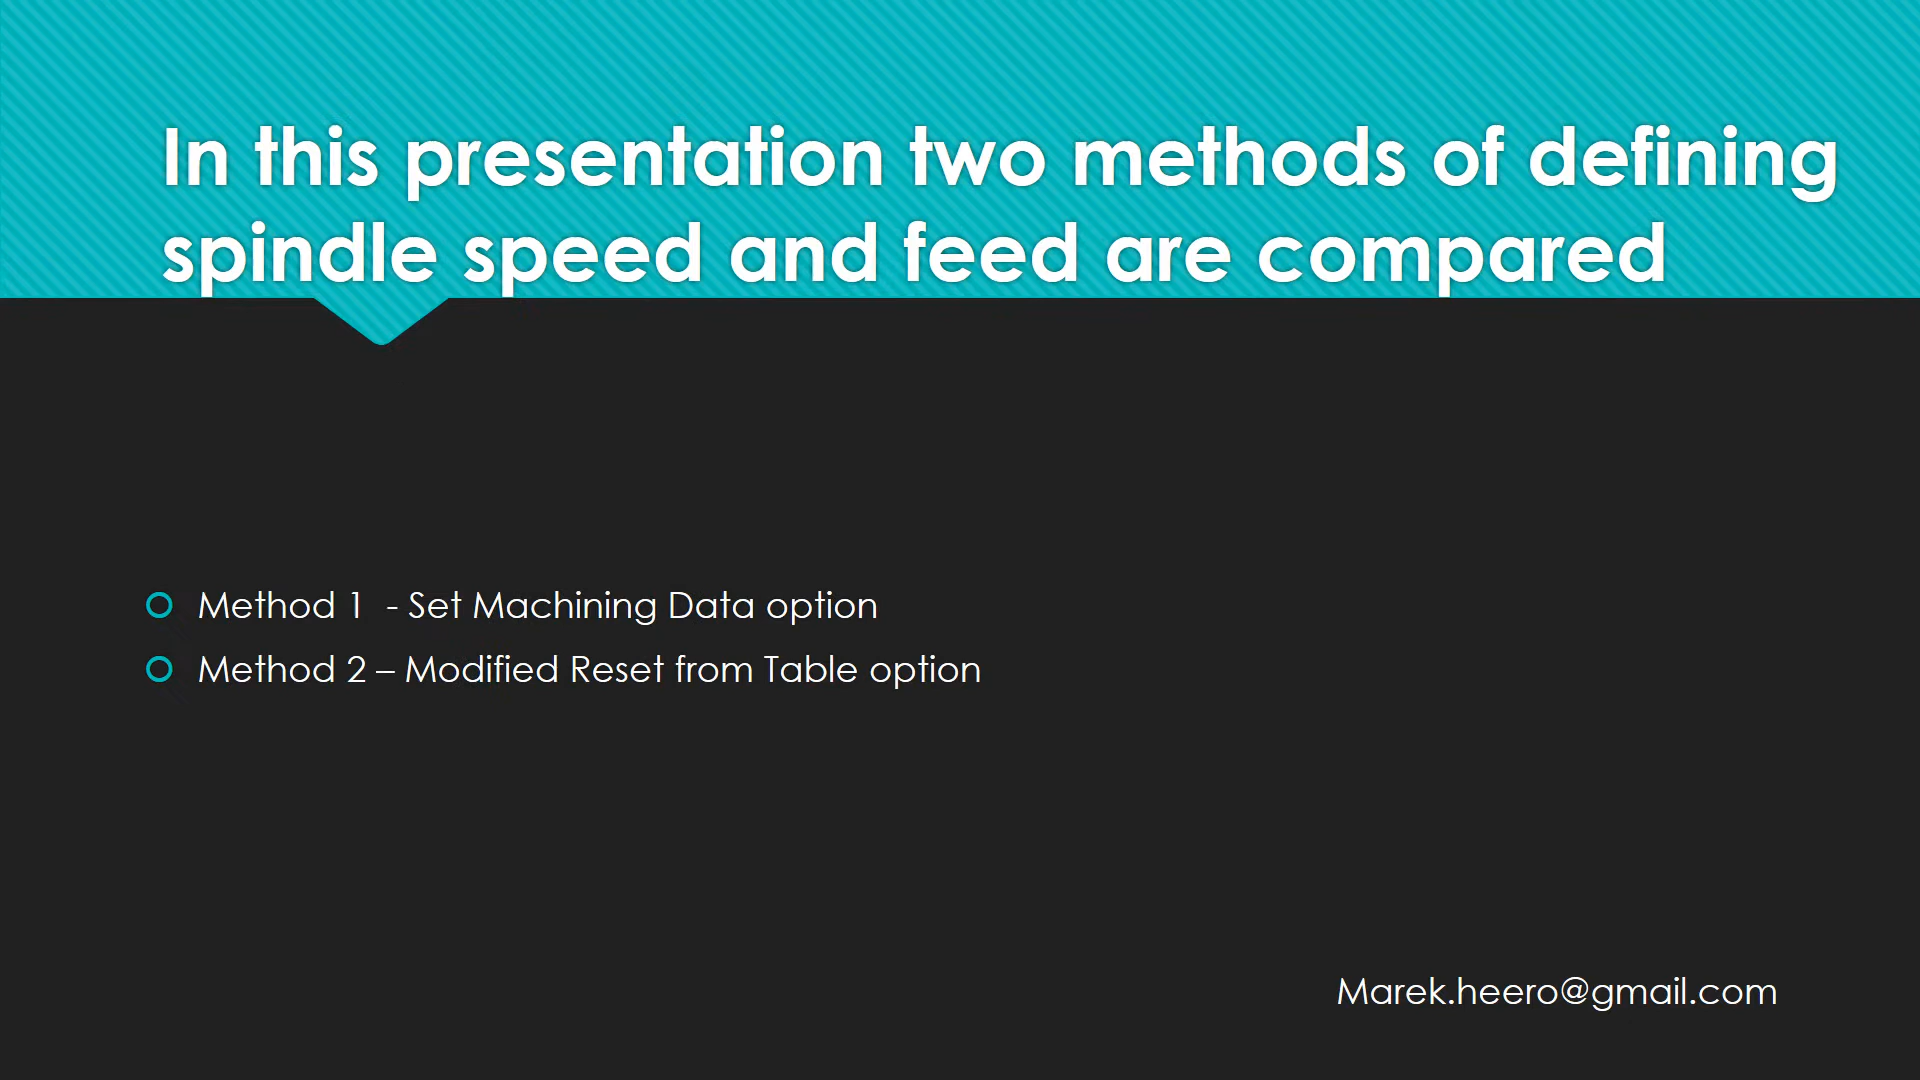 In this presentation two methods of defining
spindle speed and feed are compared
Method 1  - Set Machining Data option
Method 2 – Modified Reset from Table option
Marek.heero@gmail.com